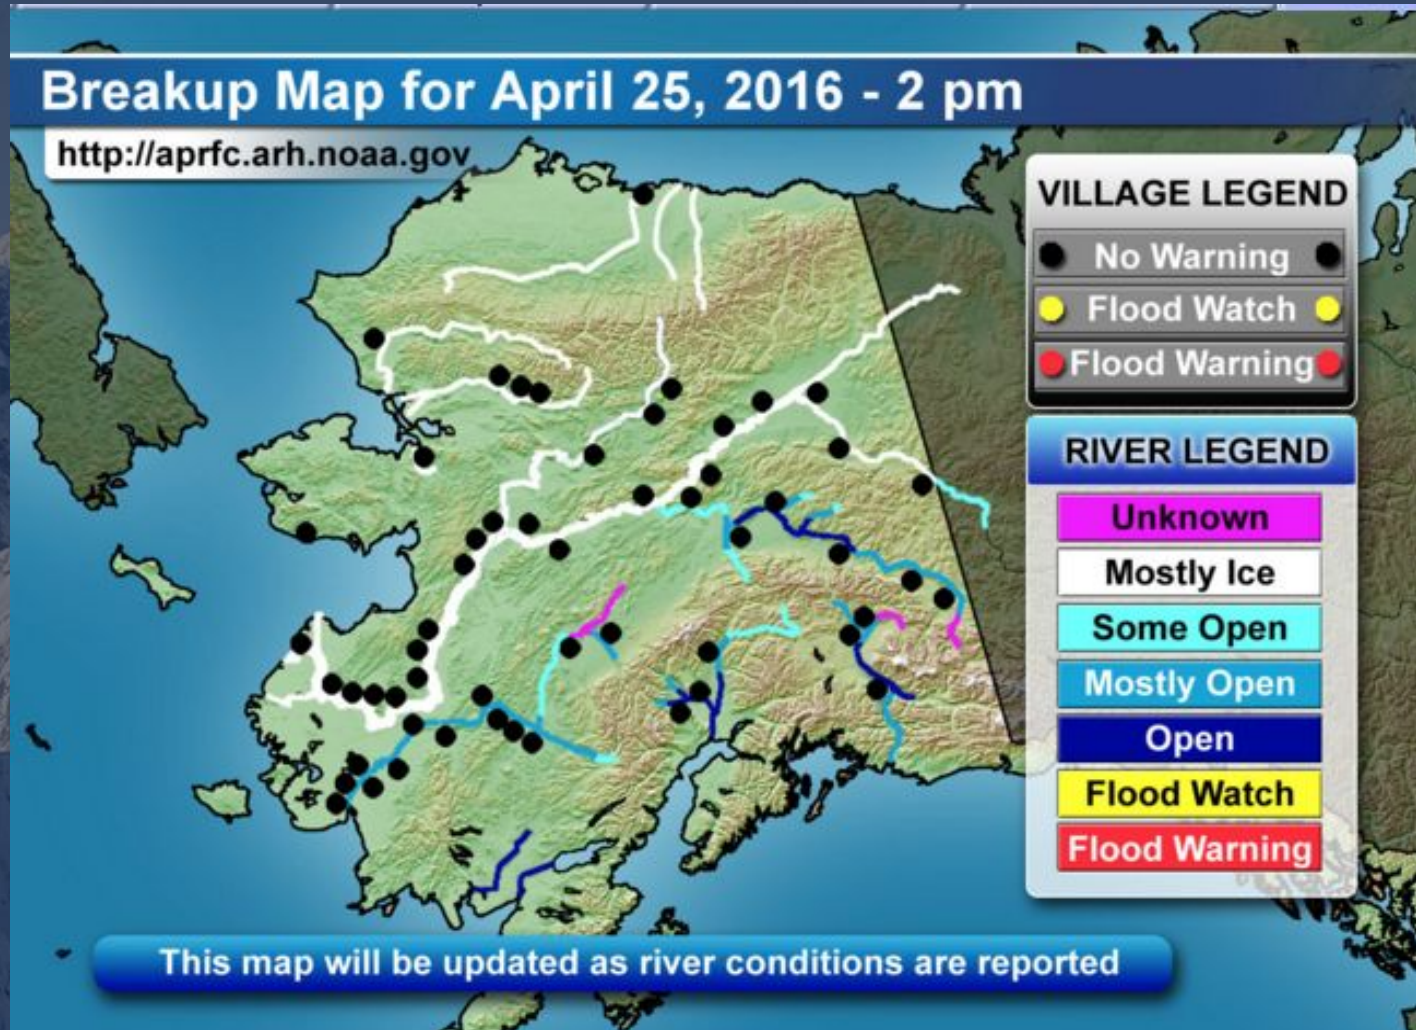 Breakup Map for April 25, 2016 - 2 pm
http://aprfc.arh.noaa.gov
VILLAGE LEGEND
No Warning
Flood Watch
Flood Warning
RIVER LEGEND
Unknown
Mostly Ice
Some Open
Mostly Open
Open
Flood Watch
Flood Warning
This map will be updated as river conditions are reported